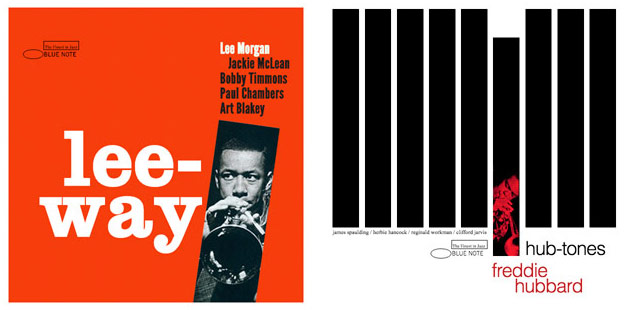 The Finest in Jazz
BLUE NOTE
Lee Morgan
Jackie McLean
Bobby Timmons
Paul Chambers
Art Blakey
lee-
way
james spaulding / herbie hancock / reginald workman / clifford jarvis
The Finest in Jazz
BLUE NOTE
hub-tones
freddie
hubbard